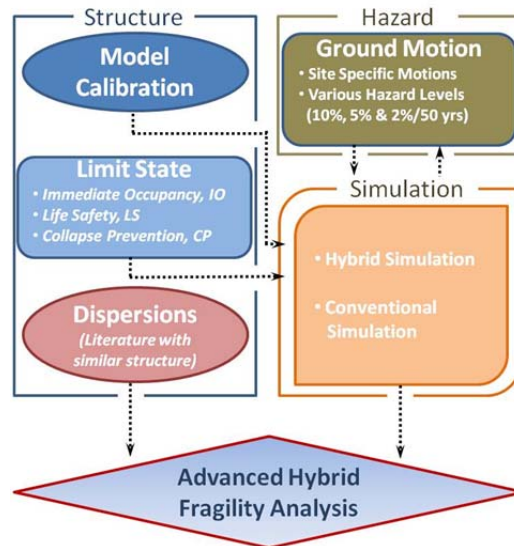 Structure
Model
Calibration
Limit State
• Immediate Occupancy, IO
• Life Safety, LS
• Collapse Prevention, CP
Dispersions
(Literature with
similar structure)
Hazard
Ground Motion
• Site Specific Motions
• Various Hazard Levels
(10%, 5% & 2%/50 yrs)
Simulation
• Hybrid Simulation
• Conventional
Simulation
Advanced Hybrid
Fragility Analysis